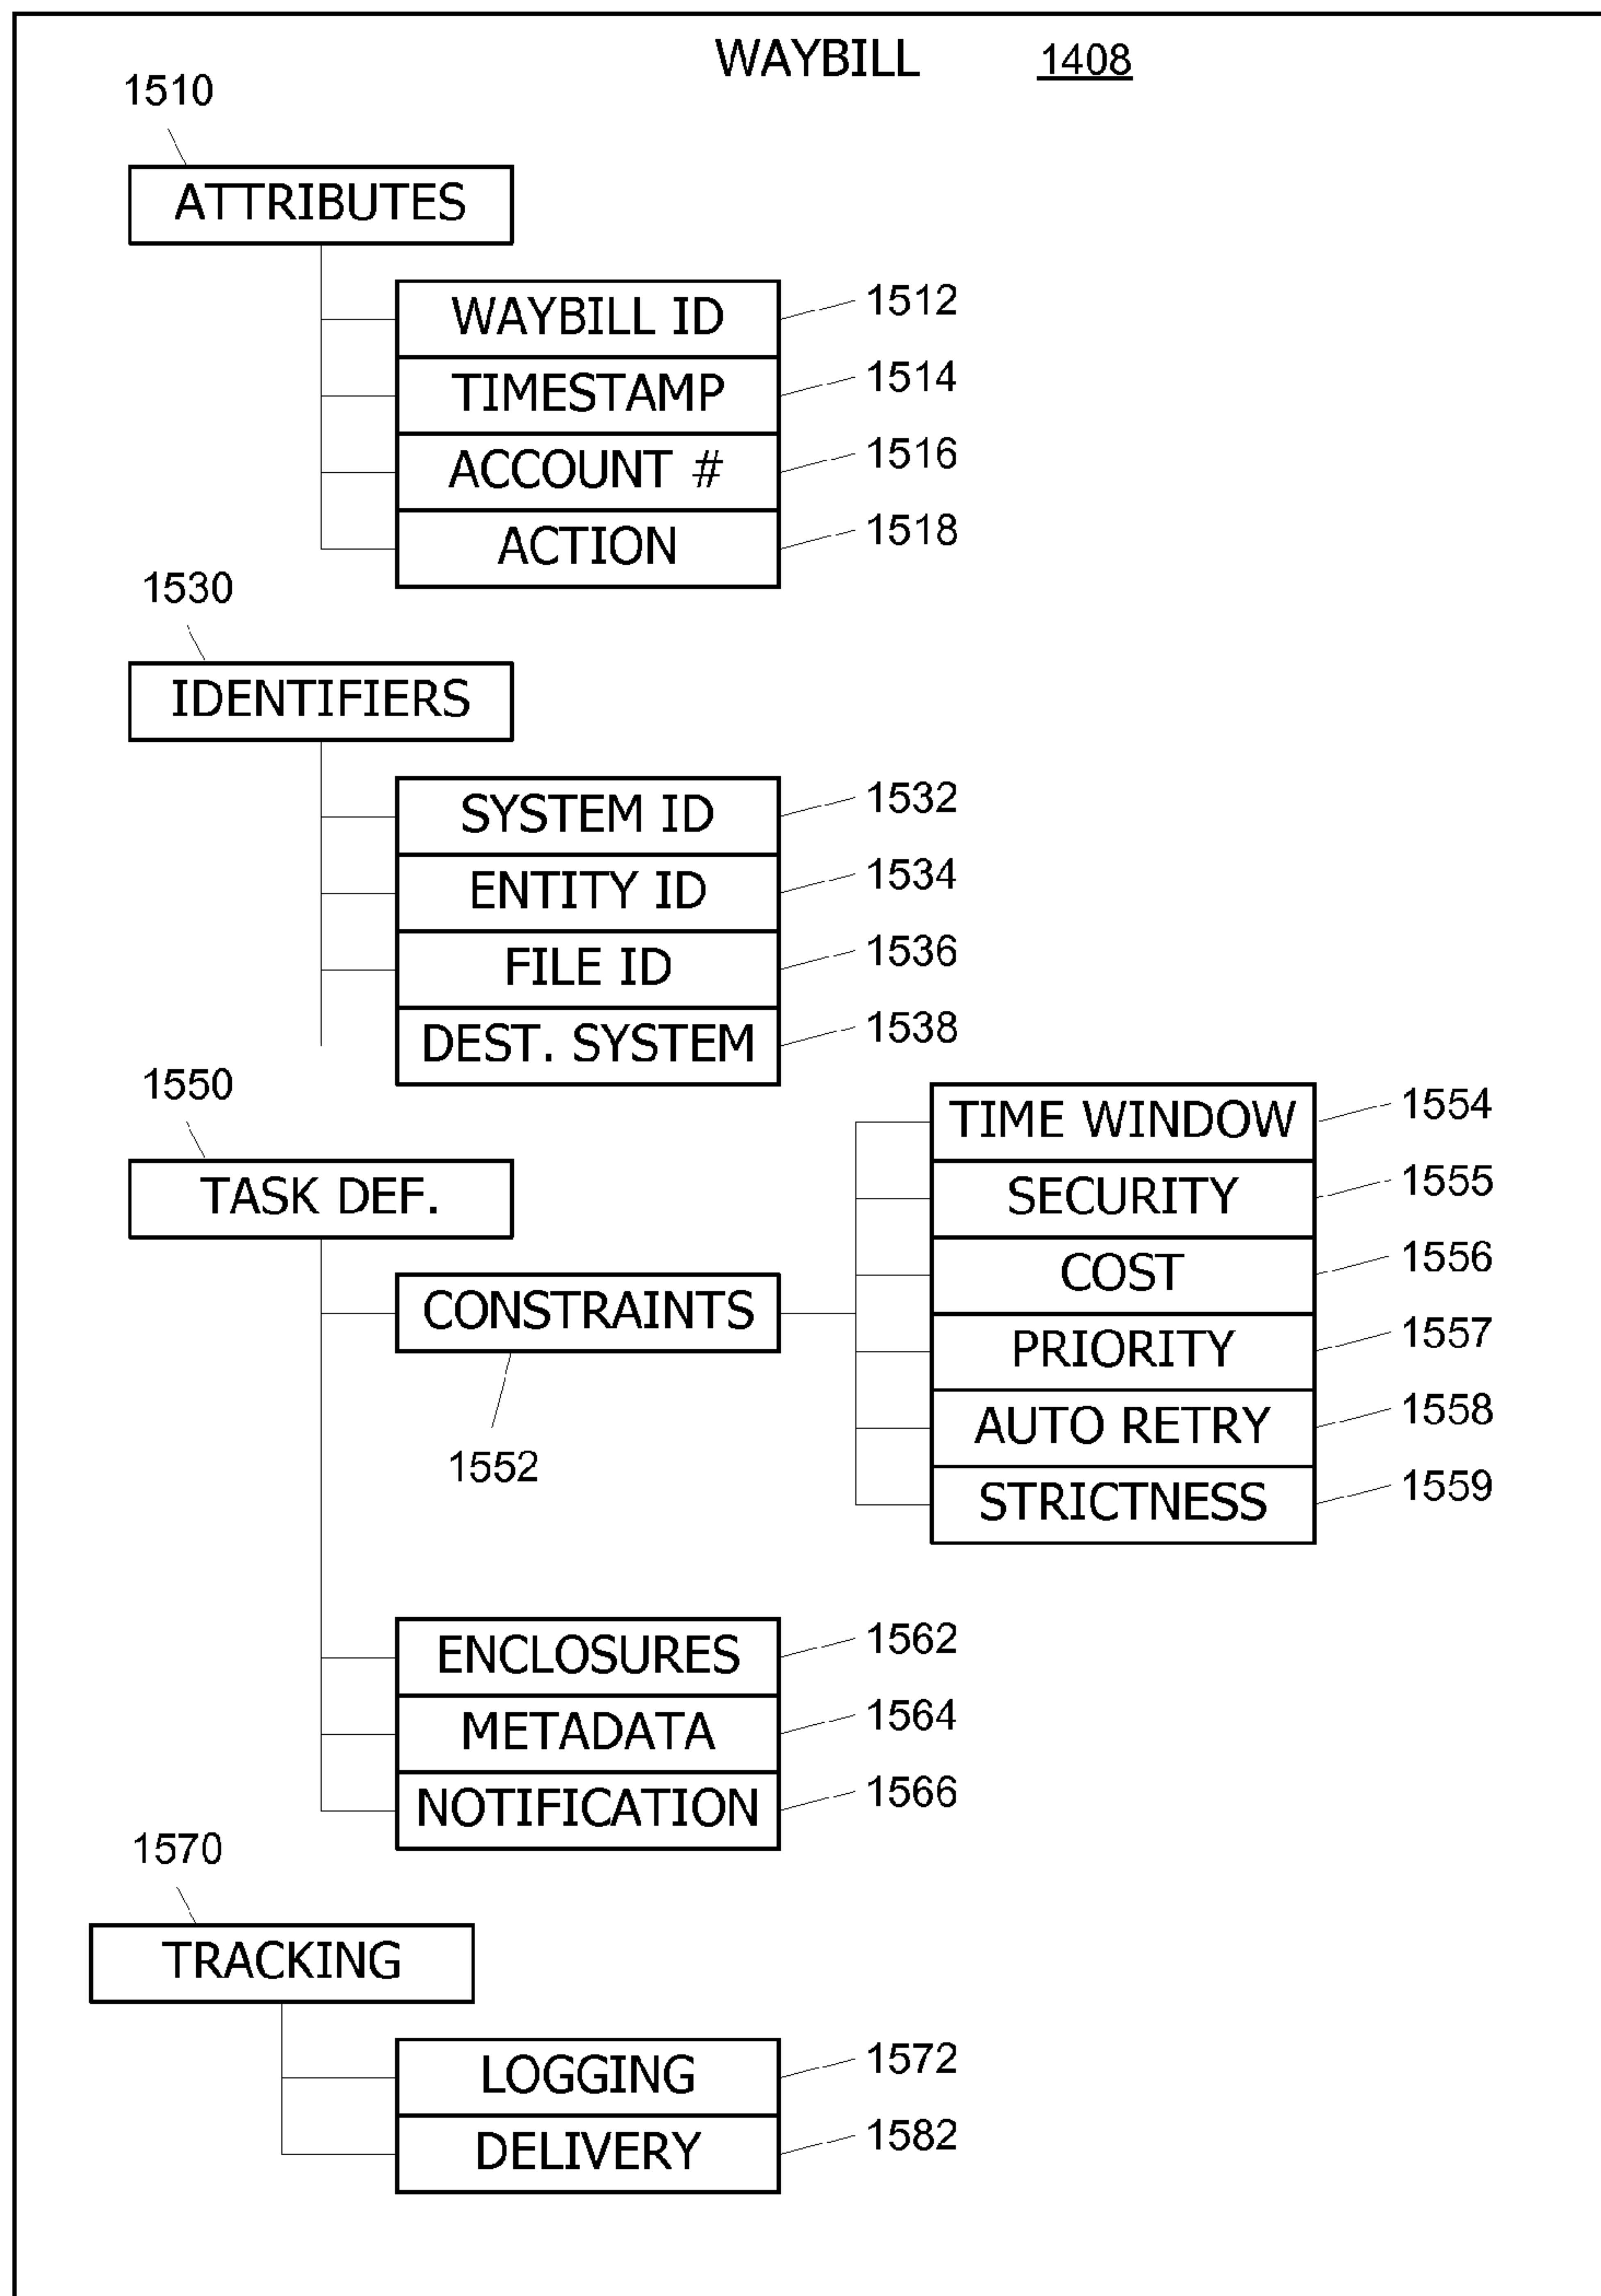 WAYBILL 1408
1510
ATTRIBUTES
WAYBILL ID 1512
TIMESTAMP 1514
ACCOUNT # 1516
ACTION 1518
1530
IDENTIFIERS
SYSTEM ID 1532
ENTITY ID 1534
FILE ID 1536
DEST. SYSTEM 1538
1550
TASK DEF.
TIME WINDOW 1554
SECURITY 1555
COST 1556
CONSTRAINTS
1552
PRIORITY 1557
AUTO RETRY 1558
STRICTNESS 1559
ENCLOSURES 1562
METADATA 1564
NOTIFICATION 1566
1570
TRACKING
LOGGING 1572
DELIVERY 1582